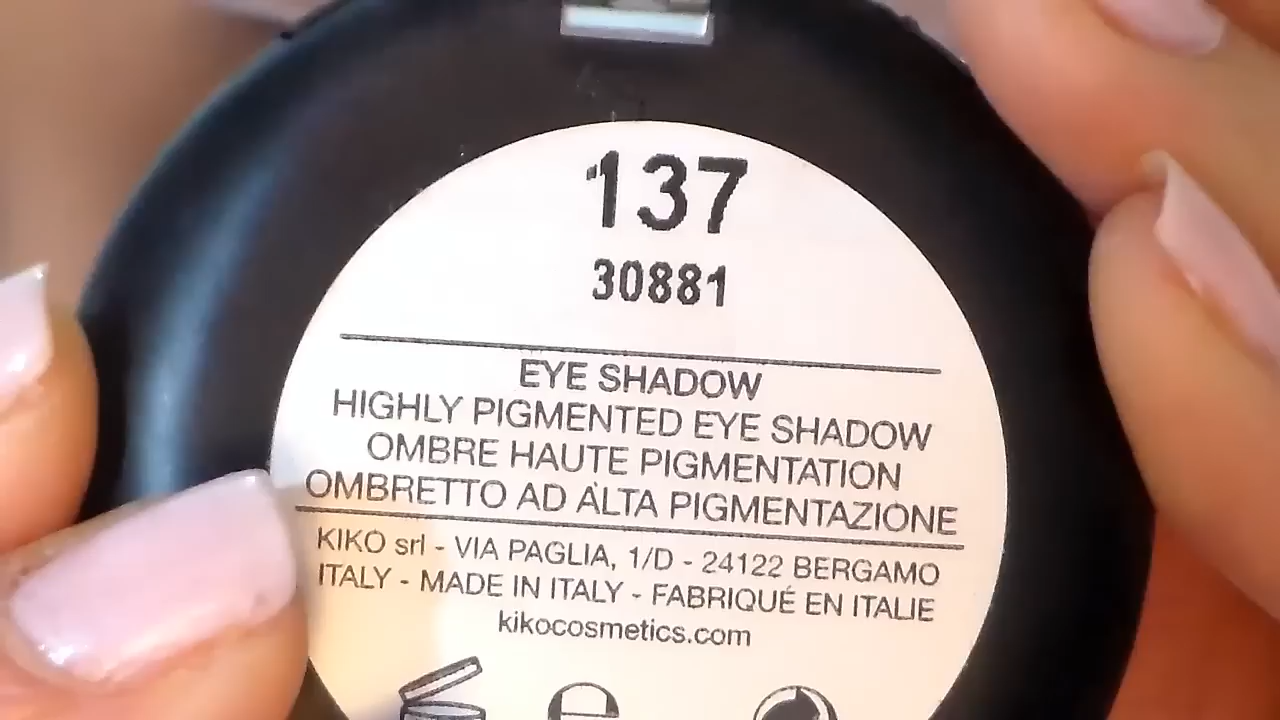 137
30881
EYE SHADOW
HIGHLY PIGMENTED EYE SHADOW
OMBRE HAUTE PIGMENTATION
OMBRETTO AD ALTA PIGMENTAZIONE
KIKO srl - VIA PAGLIA, 1/D - 24122 BERGAMO
ITALY - MADE IN ITALY - FABRIQUÉ EN ITALIE
kikocosmetics.com
e